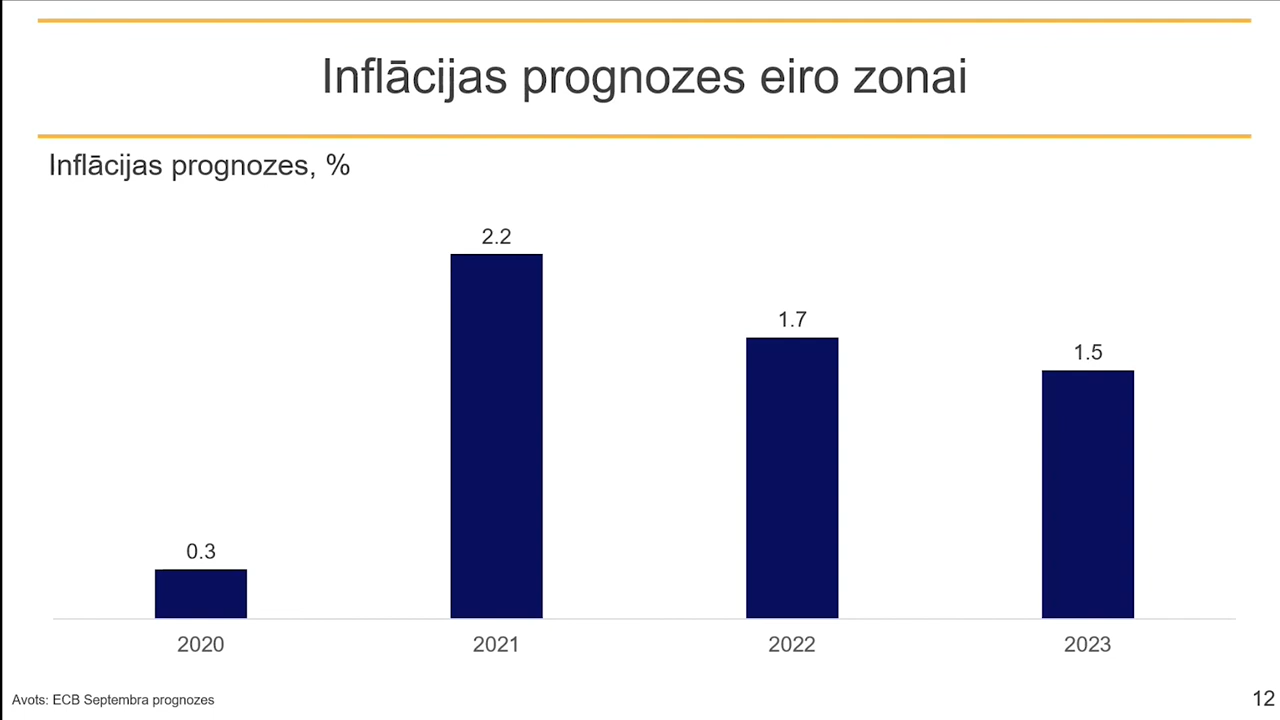 Inflācijas prognozes eiro zonai
Inflācijas prognozes, %
2.2
1.7
1.5
0.3
2020 2021 2022 2023
Avots: ECB Septembra prognozes
12